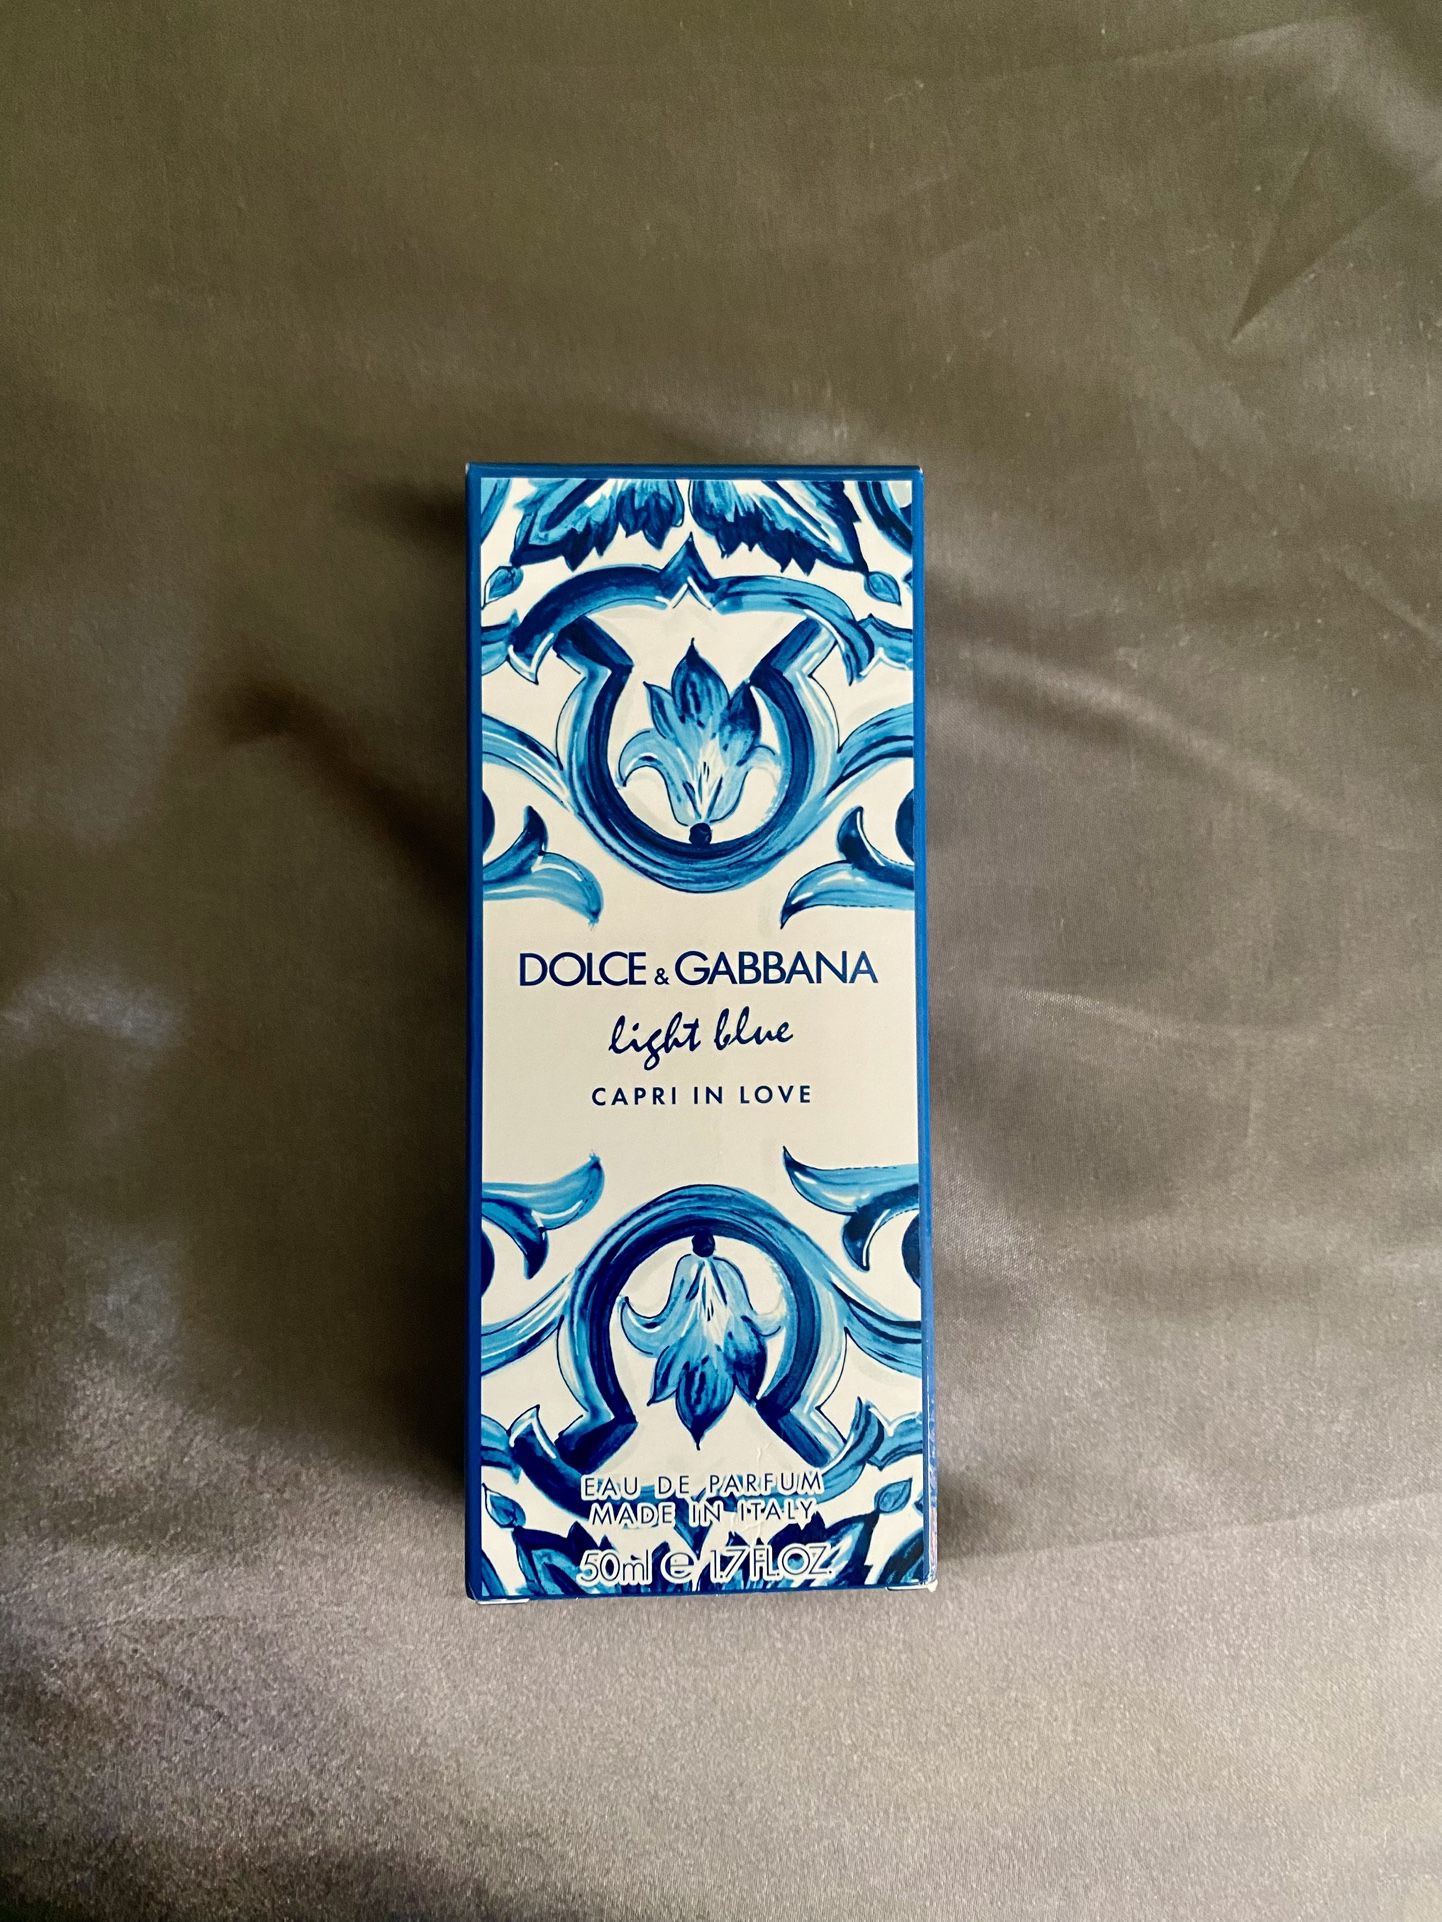 DOLCE & GABBANA
light blue
CAPRI IN LOVE
EAU DE PARFUM
MADE IN ITALY
50ml e 1.7 FL.OZ.